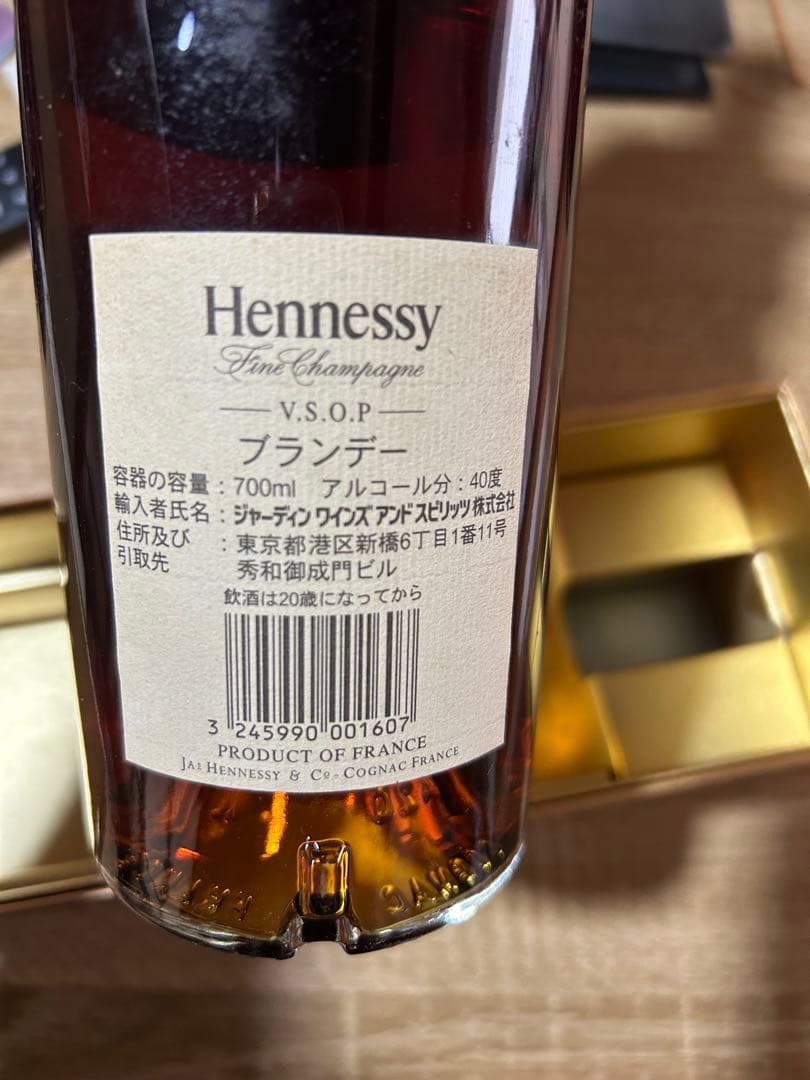 Hennessy
Fine Champagne
V.S.O.P
ブランデー
容器の容量：700ml アルコール分：40度
輸入者氏名：ジャーディン ワインズ アンド スピリッツ株式会社
住所及び引取先：東京都港区新橋6丁目1番11号
秀和御成門ビル
飲酒は20歳になってから
3 245990 001607
PRODUCT OF FRANCE
JAs HENNESSY & Co - COGNAC FRANCE